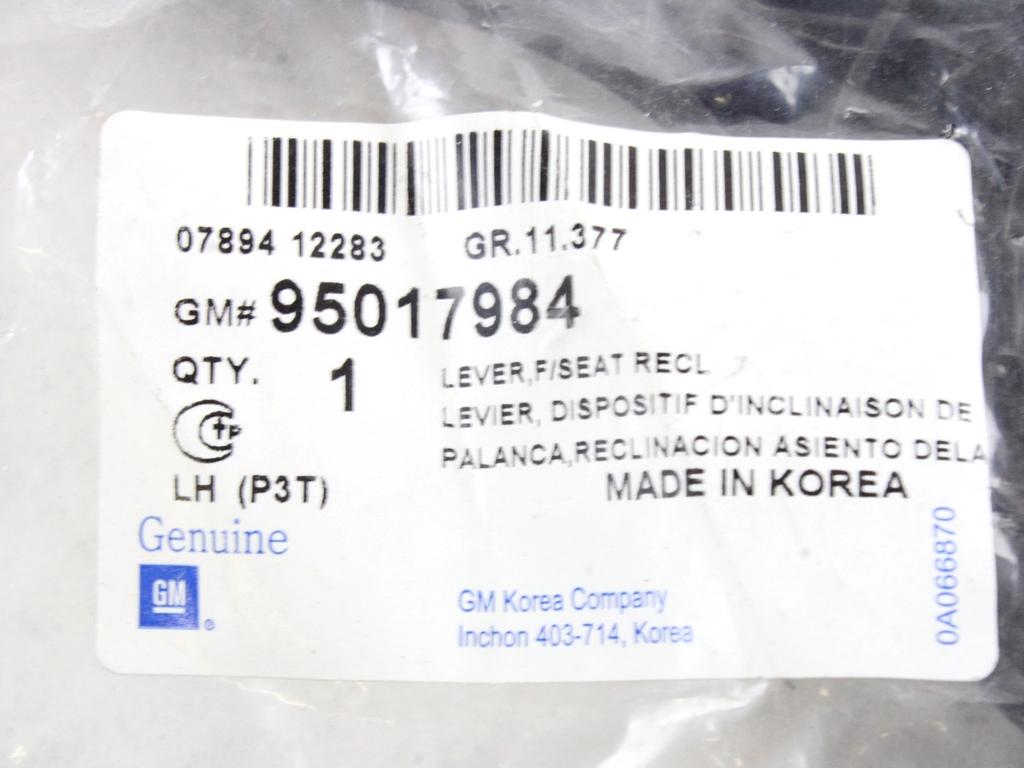 07894 12283 GR.11.377
GM# 95017984
QTY. 1
LEVER,F/SEAT RECL
LEVIER, DISPOSITIF D'INCLINAISON DE
PALANCA,RECLINACION ASIENTO DELA
LH (P3T)
MADE IN KOREA
Genuine
GM ®
GM Korea Company
Inchon 403-714, Korea
0A066870